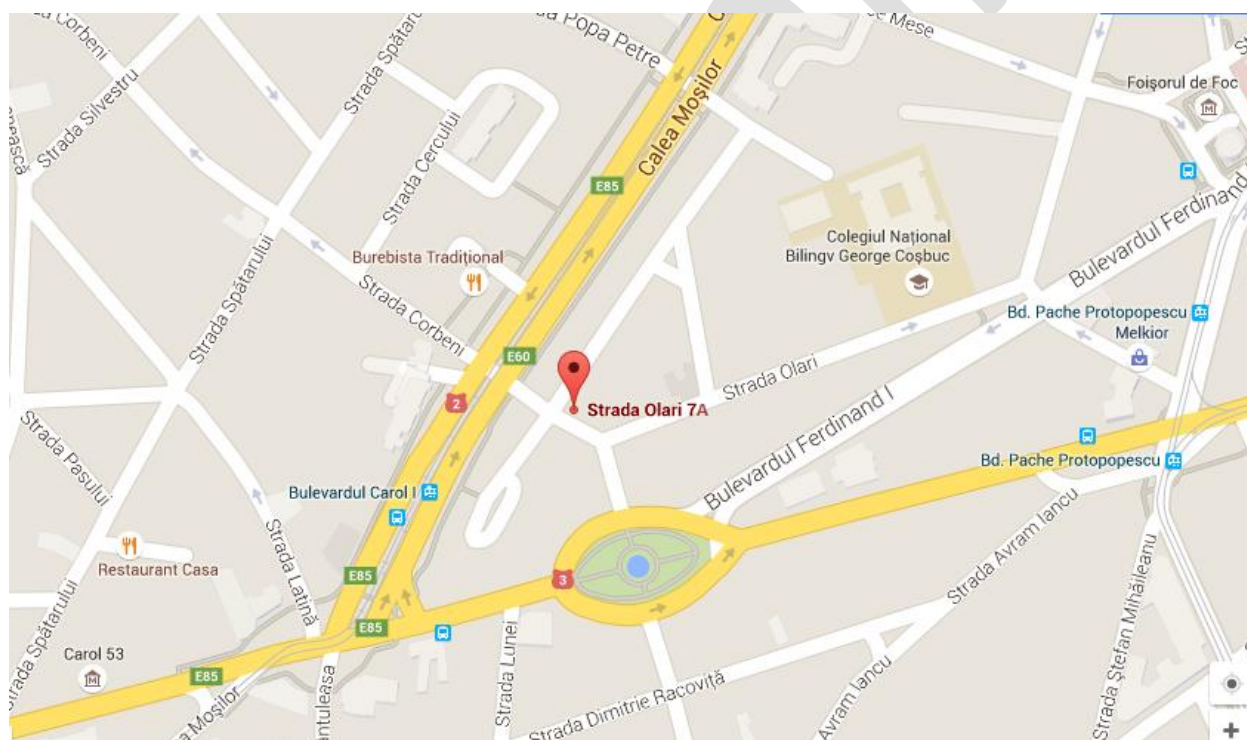 Corbeni
Strada Popa Petre
Mese
Strada Silvestru
Strada Spătarului
Foișorul de Foc
Calea Moșilor
Strada Cercului
E85
Bulevardul Ferdinand I
Colegiul Național
Bilingv George Coșbuc
Burebista Tradițional
Strada Spătarului
Strada Corbeni
Bd. Pache Protopopescu
Melkior
E60
2
Strada Olari
Strada Olari 7A
Strada Pasului
Bulevardul Ferdinand I
Bd. Pache Protopopescu
Bulevardul Carol I
Strada Avram Iancu
Restaurant Casa
Strada Latină
E85
3
Strada Ștefan Mihăileanu
E85
Strada Lunei
Carol 53
E85
Strada Spătarului
Moșilor
Strada Dimitrie Racoviță
Avram Iancu